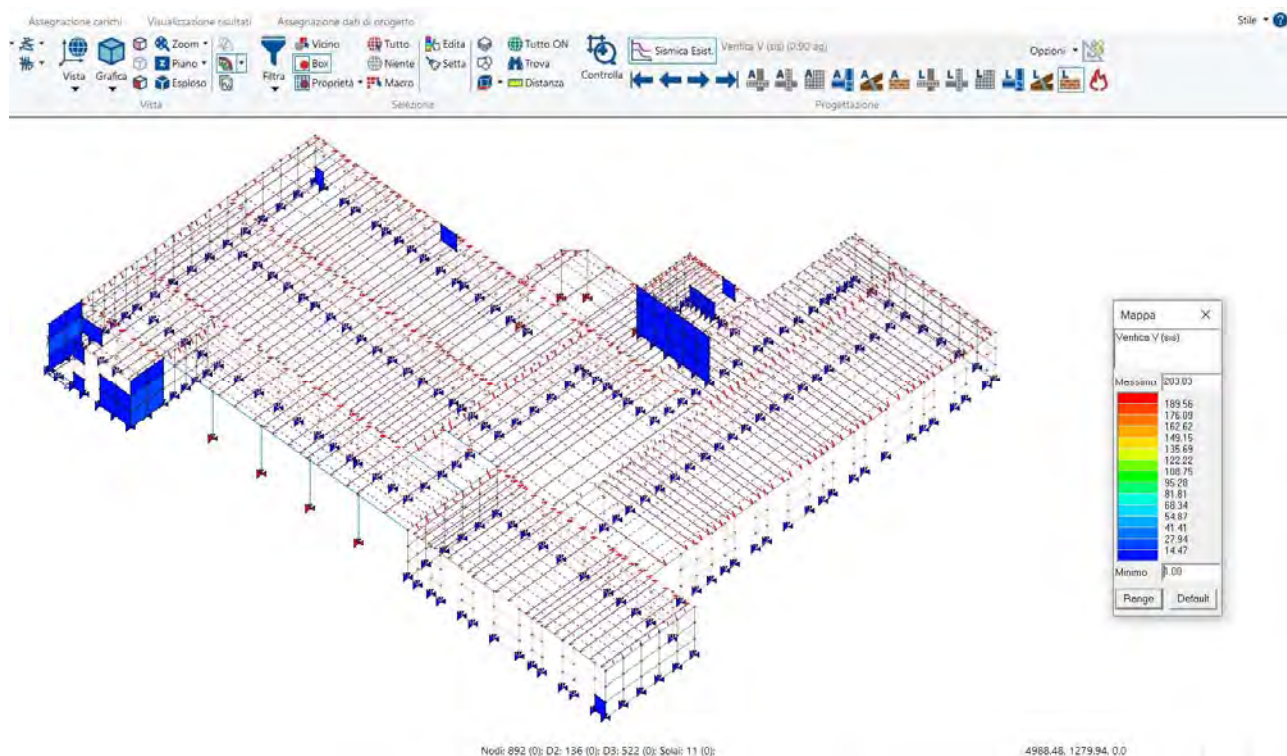 Assegnazione carichi Visualizzazione risultati Assegnazione dati di progetto Stile
Vista Grafica Zoom Piano Esploso
Filtra Vicino Box Proprietà Tutto Niente Macro Edita Setta
Tutto ON Trova Distanza
Controlla Sismica Esist. Verifica V (sis) (0.90 ag) Opzioni
Vista Selezione Progettazione
Mappa X
Verifica V (sis)
Massimo 203.03
189.56
176.09
162.62
149.15
135.69
122.22
108.75
95.28
81.81
68.34
54.87
41.41
27.94
14.47
Minimo 1.00
Range Default
Nodi: 892 (0); D2: 136 (0); D3: 522 (0); Solai: 11 (0);
4988.48, 1279.94, 0.0